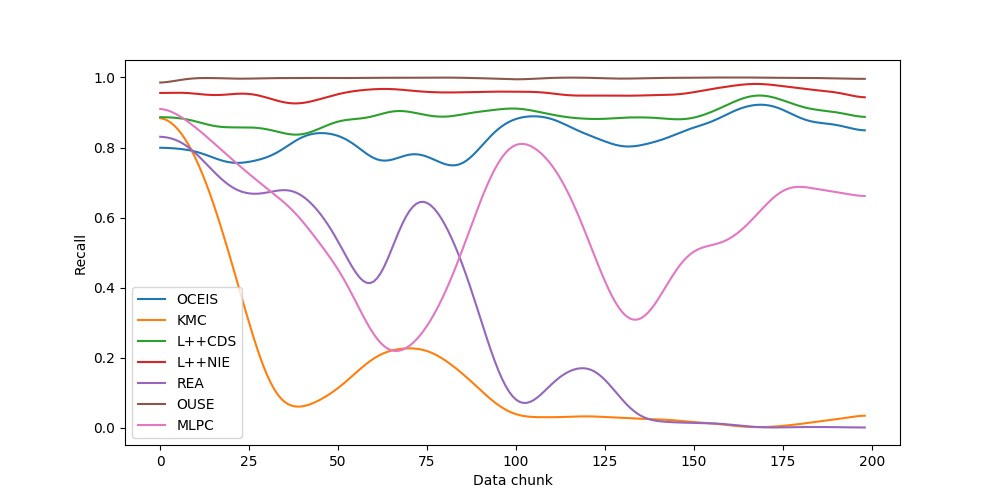 1.0
0.8
0.6
0.4
0.2
0.0
Recall
OCEIS
KMC
L++CDS
L++NIE
REA
OUSE
MLPC
0 25 50 75 100 125 150 175 200
Data chunk